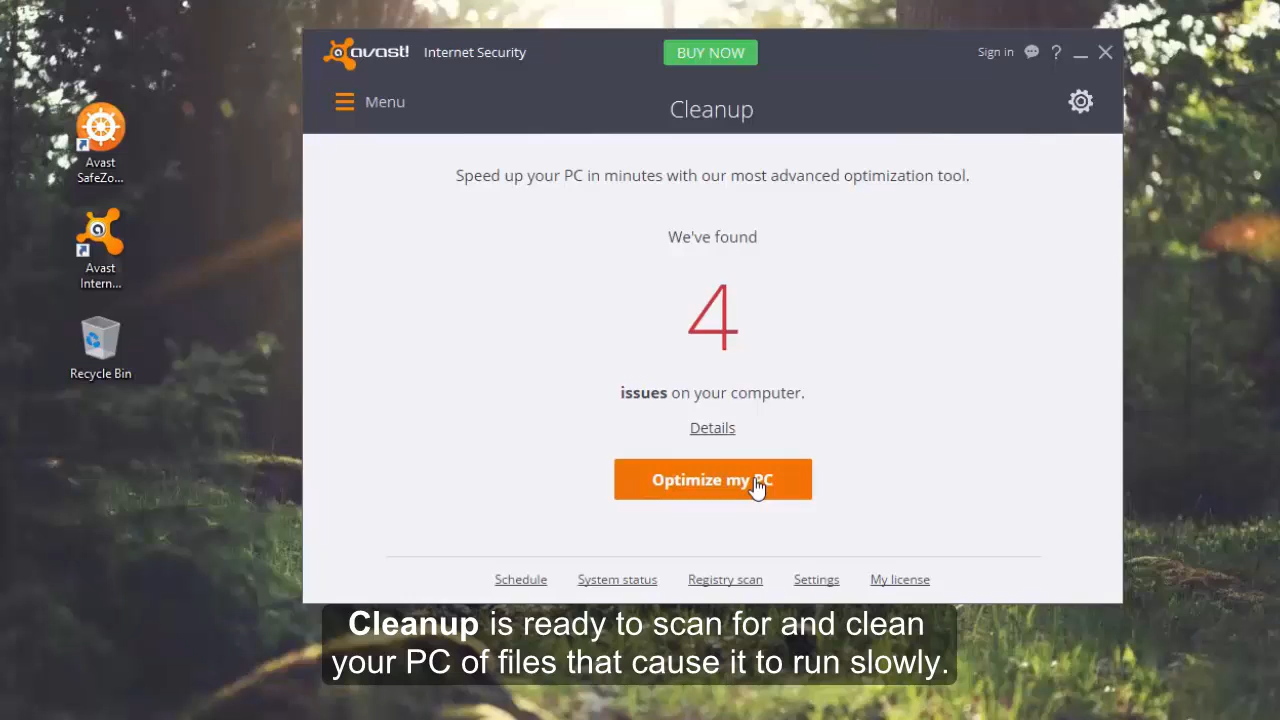 avast! Internet Security
BUY NOW
Sign in
?
Menu
Cleanup
Speed up your PC in minutes with our most advanced optimization tool.
We've found
4
issues on your computer.
Details
Optimize my PC
Schedule
System status
Registry scan
Settings
My license
Avast
SafeZo...
Avast
Intern...
Recycle Bin
Cleanup is ready to scan for and clean
your PC of files that cause it to run slowly.